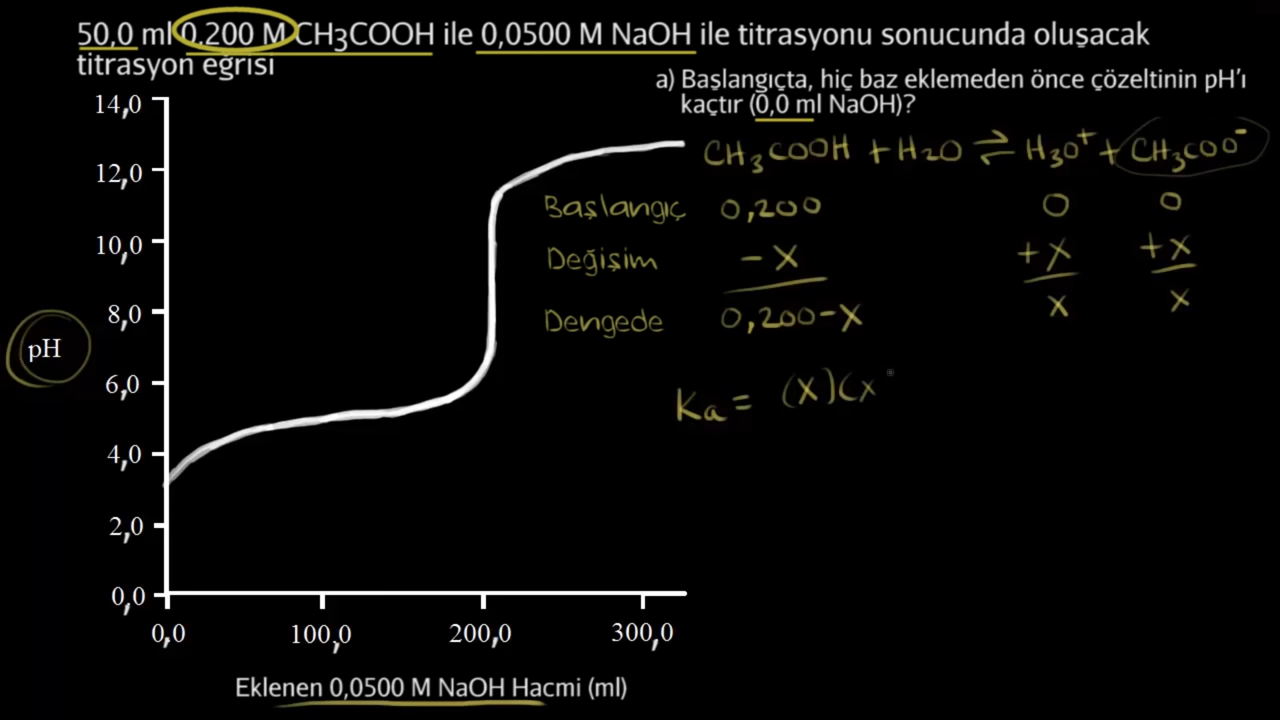 50,0 ml 0,200 M CH3COOH ile 0,0500 M NaOH ile titrasyonu sonucunda oluşacak
titrasyon eğrisi
a) Başlangıçta, hiç baz eklemeden önce çözeltinin pH'ı
kaçtır (0,0 ml NaOH)?
14,0
12,0
10,0
8,0
6,0
4,0
2,0
0,0
pH
CH3COOH + H2O ⇌ H3O+ + CH3COO-
Başlangıç 0,200 0 0
Değişim - X + X + X
Dengede 0,200-X X X
Ka = (X)(X
0,0 100,0 200,0 300,0
Eklenen 0,0500 M NaOH Hacmi (ml)